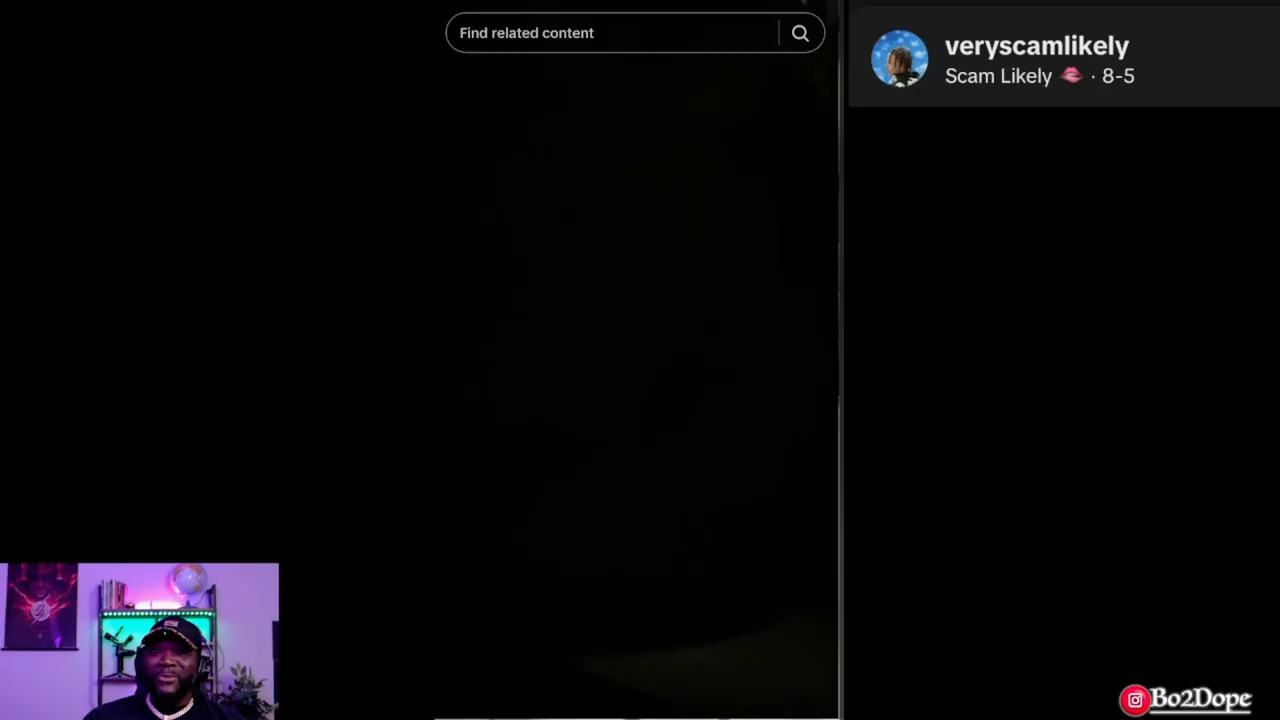 Find related content
veryscamlikely
Scam Likely 💋 · 8-5
Bo2Dope